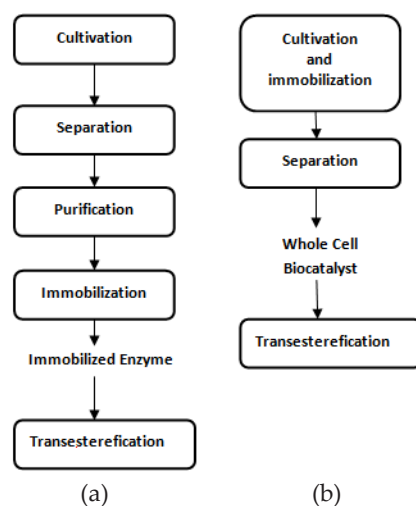 Cultivation
Separation
Purification
Immobilization
Immobilized Enzyme
Transesterefication
(a)
Cultivation
and
immobilization
Separation
Whole Cell
Biocatalyst
Transesterefication
(b)